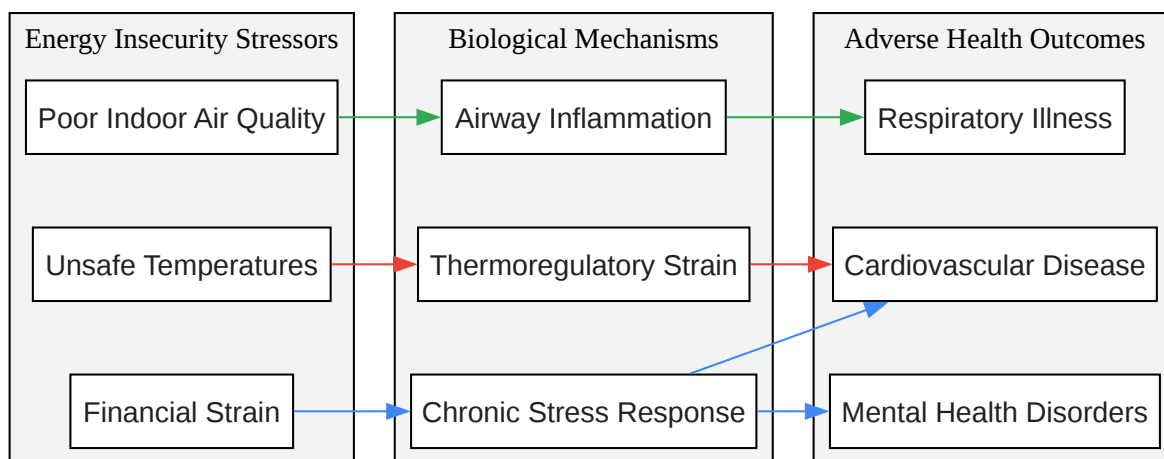 Energy Insecurity Stressors
Poor Indoor Air Quality
Unsafe Temperatures
Financial Strain
Biological Mechanisms
Airway Inflammation
Thermoregulatory Strain
Chronic Stress Response
Adverse Health Outcomes
Respiratory Illness
Cardiovascular Disease
Mental Health Disorders